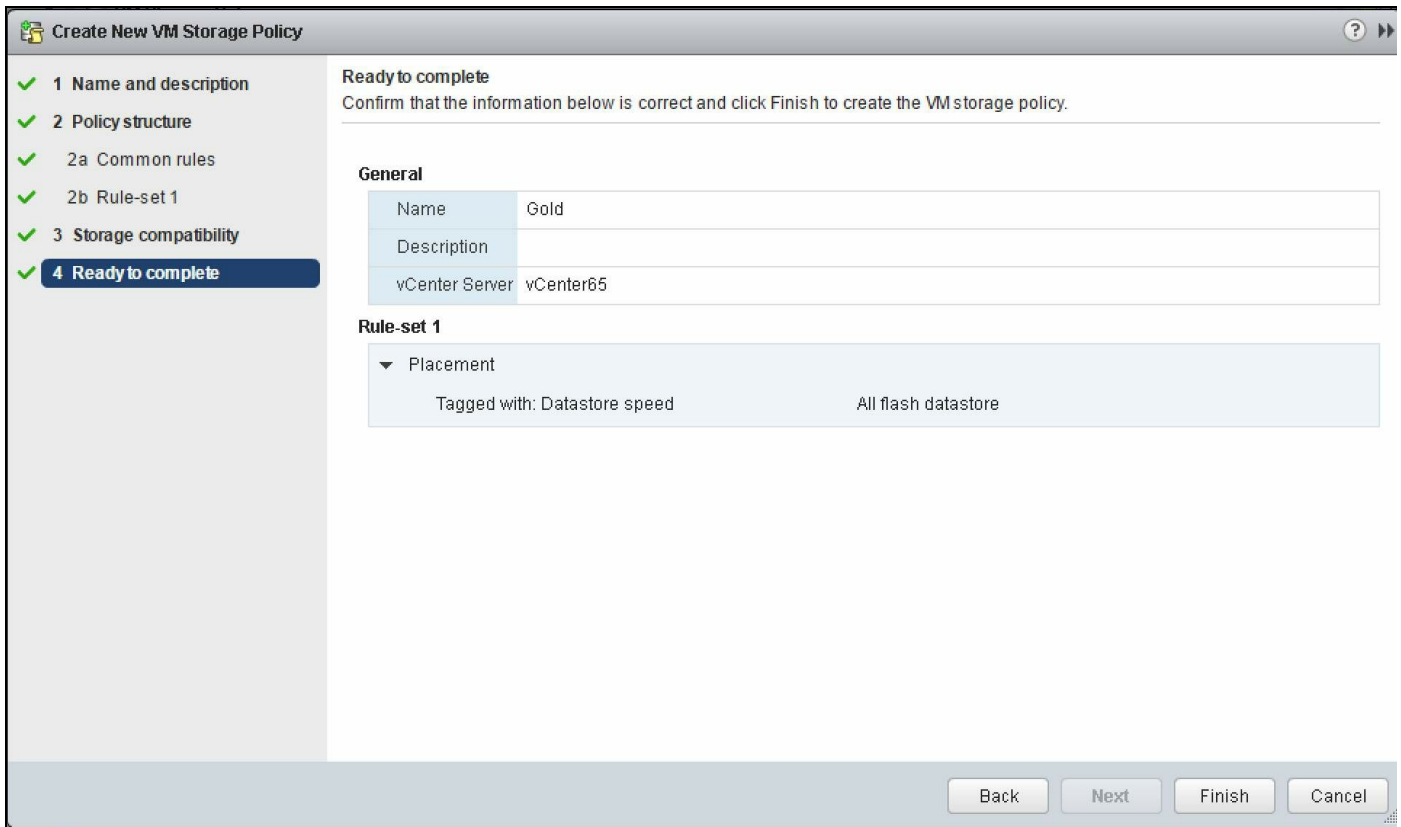 Create New VM Storage Policy
?
1 Name and description
2 Policy structure
2a Common rules
2b Rule-set 1
3 Storage compatibility
4 Ready to complete
Ready to complete
Confirm that the information below is correct and click Finish to create the VM storage policy.
General
Name Gold
Description
vCenter Server vCenter65
Rule-set 1
Placement
Tagged with: Datastore speed All flash datastore
Back Next Finish Cancel